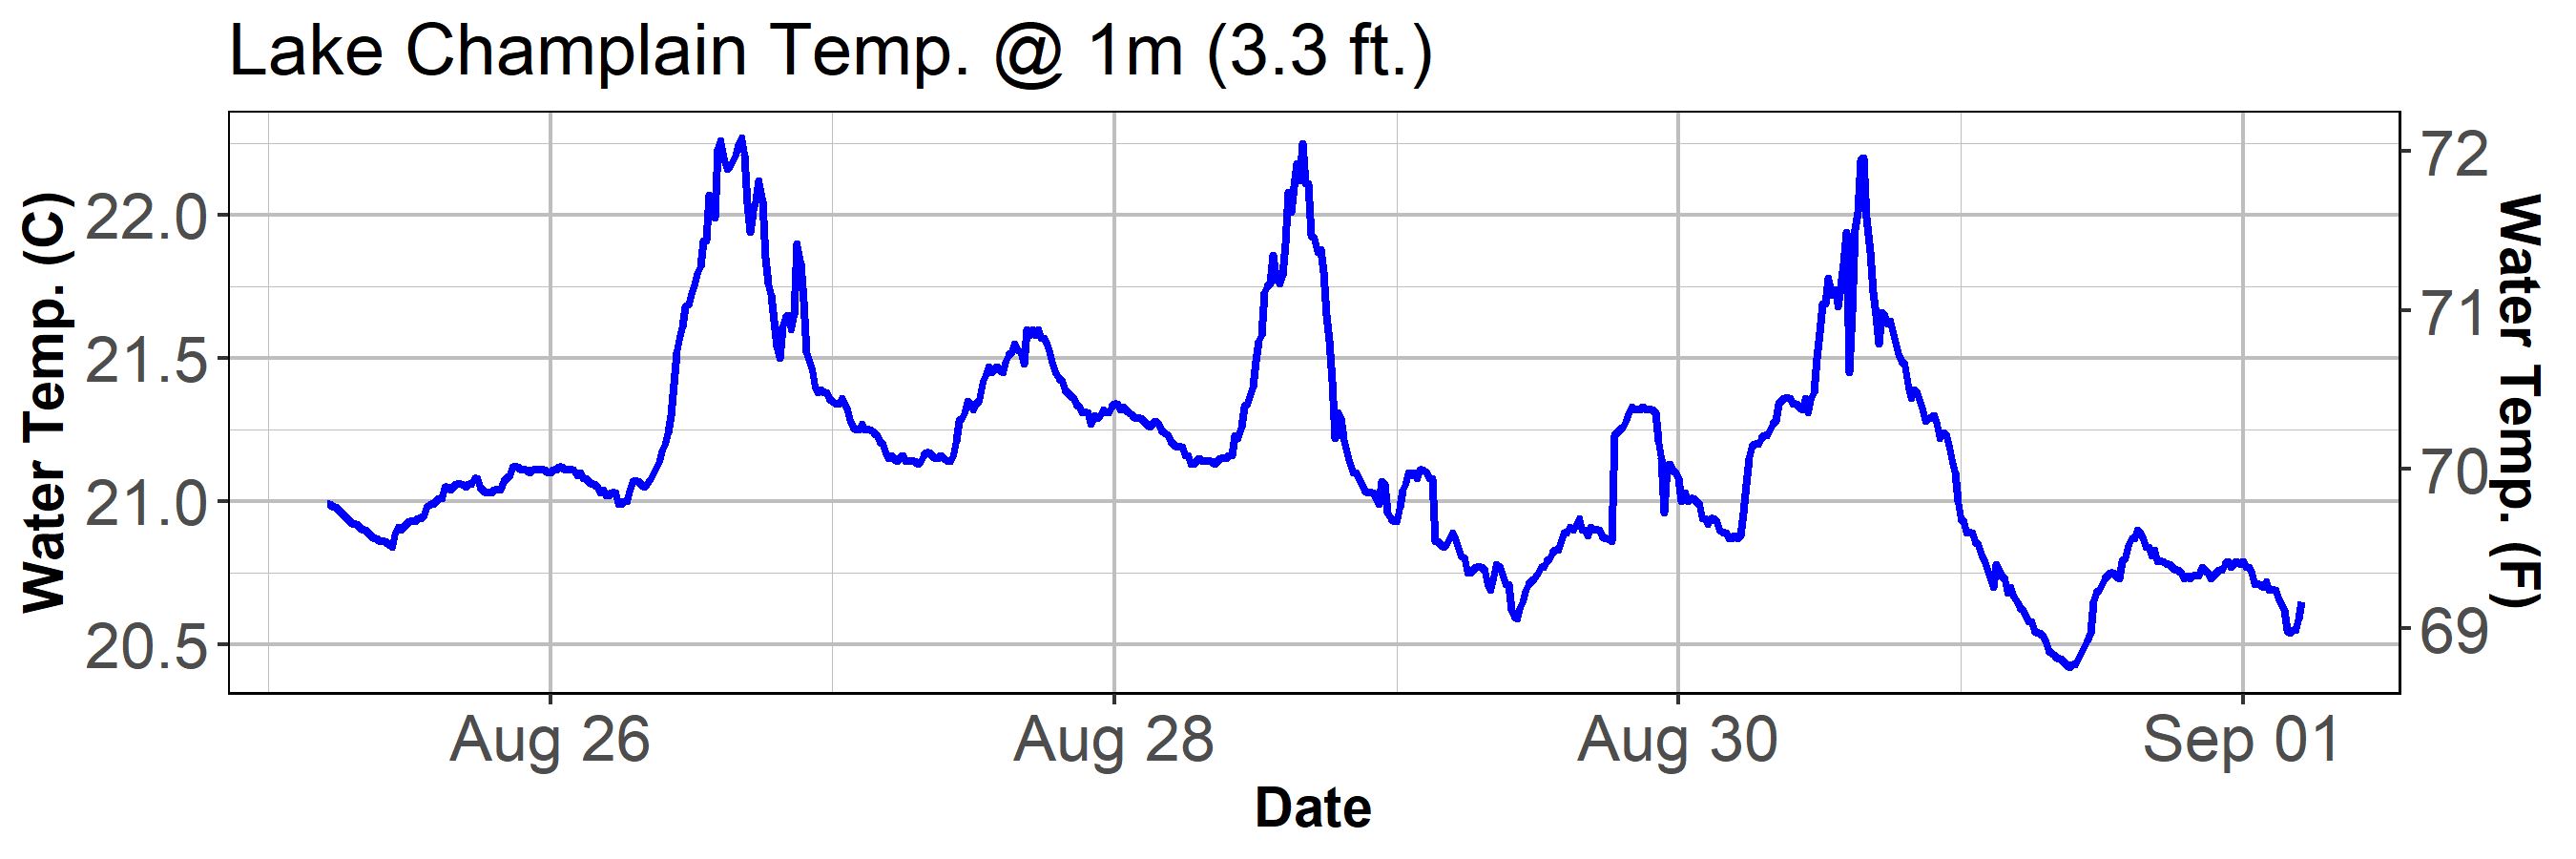 Lake Champlain Temp. @ 1m (3.3 ft.)
Water Temp. (C)
22.0
21.5
21.0
20.5
72
71
70
69
Water Temp. (F)
Aug 26
Aug 28
Aug 30
Sep 01
Date